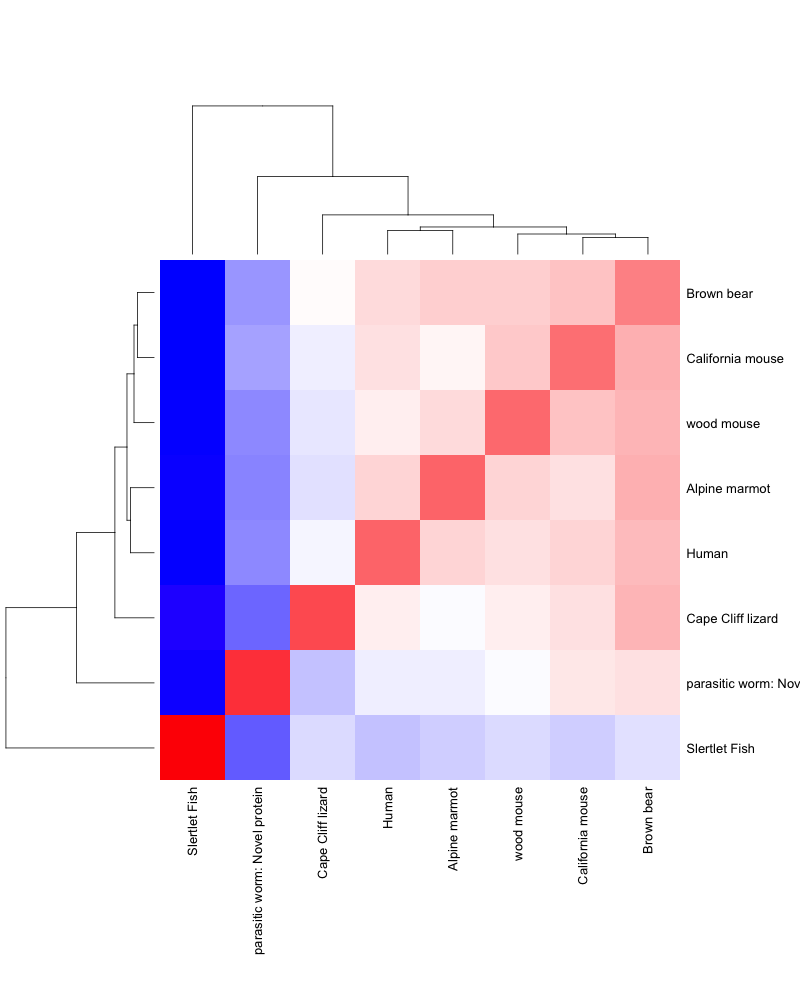 Brown bear
California mouse
wood mouse
Alpine marmot
Human
Cape Cliff lizard
parasitic worm: Nov
Slertlet Fish
Slertlet Fish
parasitic worm: Novel protein
Cape Cliff lizard
Human
Alpine marmot
wood mouse
California mouse
Brown bear